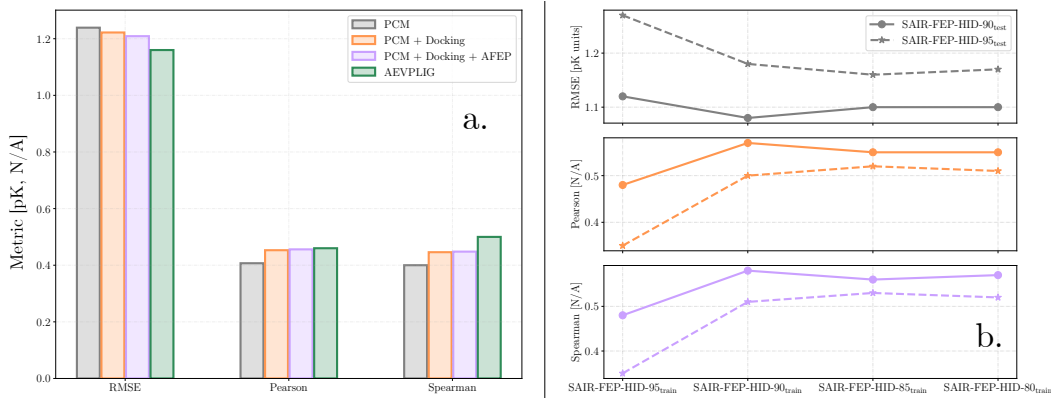 Metric [pK, N/A]
1.2
1.0
0.8
0.6
0.4
0.2
0.0
RMSE
Pearson
Spearman
PCM
PCM + Docking
PCM + Docking + AFEP
AEVPLIG
a.
RMSE [pK units]
1.2
1.1
SAIR-FEP-HID-90test
SAIR-FEP-HID-95test
Pearson [N/A]
0.5
0.4
Spearman [N/A]
0.5
0.4
b.
SAIR-FEP-HID-95train
SAIR-FEP-HID-90train
SAIR-FEP-HID-85train
SAIR-FEP-HID-80train